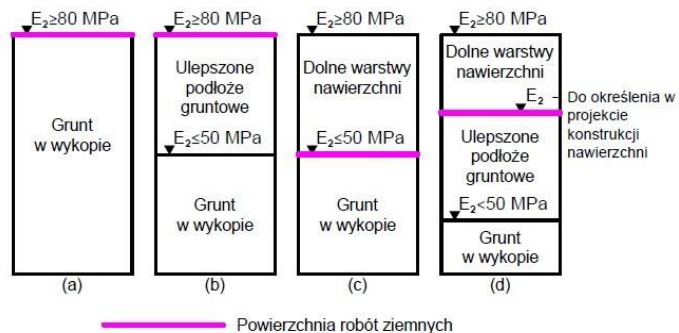 E₂≥80 MPa
Grunt
w wykopie
(a)
E₂≥80 MPa
Ulepszone
podłoże
gruntowe
E₂≤50 MPa
Grunt
w wykopie
(b)
E₂≥80 MPa
Dolne warstwy
nawierzchni
E₂≤50 MPa
Grunt
w wykopie
(c)
E₂≥80 MPa
Dolne warstwy
nawierzchni
E₂ – Do określenia w
projekcie
konstrukcji
nawierzchni
Ulepszone
podłoże
gruntowe
E₂<50 MPa
Grunt
w wykopie
(d)
Powierzchnia robót ziemnych